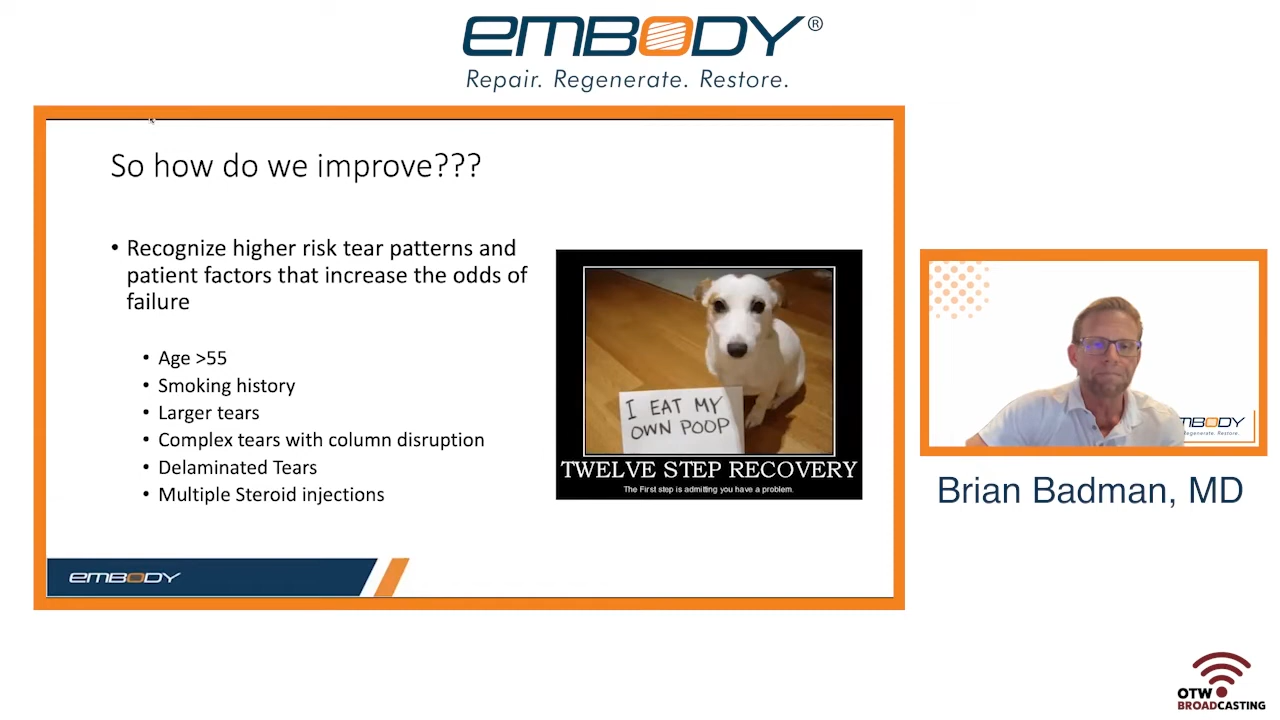 EMBODY®
Repair. Regenerate. Restore.
So how do we improve???
• Recognize higher risk tear patterns and
patient factors that increase the odds of
failure
• Age >55
• Smoking history
• Larger tears
• Complex tears with column disruption
• Delaminated Tears
• Multiple Steroid injections
I EAT MY
OWN POOP
TWELVE STEP RECOVERY
The First step is admitting you have a problem.
EMBODY
MBODY
Regenerate. Restore.
Brian Badman, MD
OTW
BROADCASTING